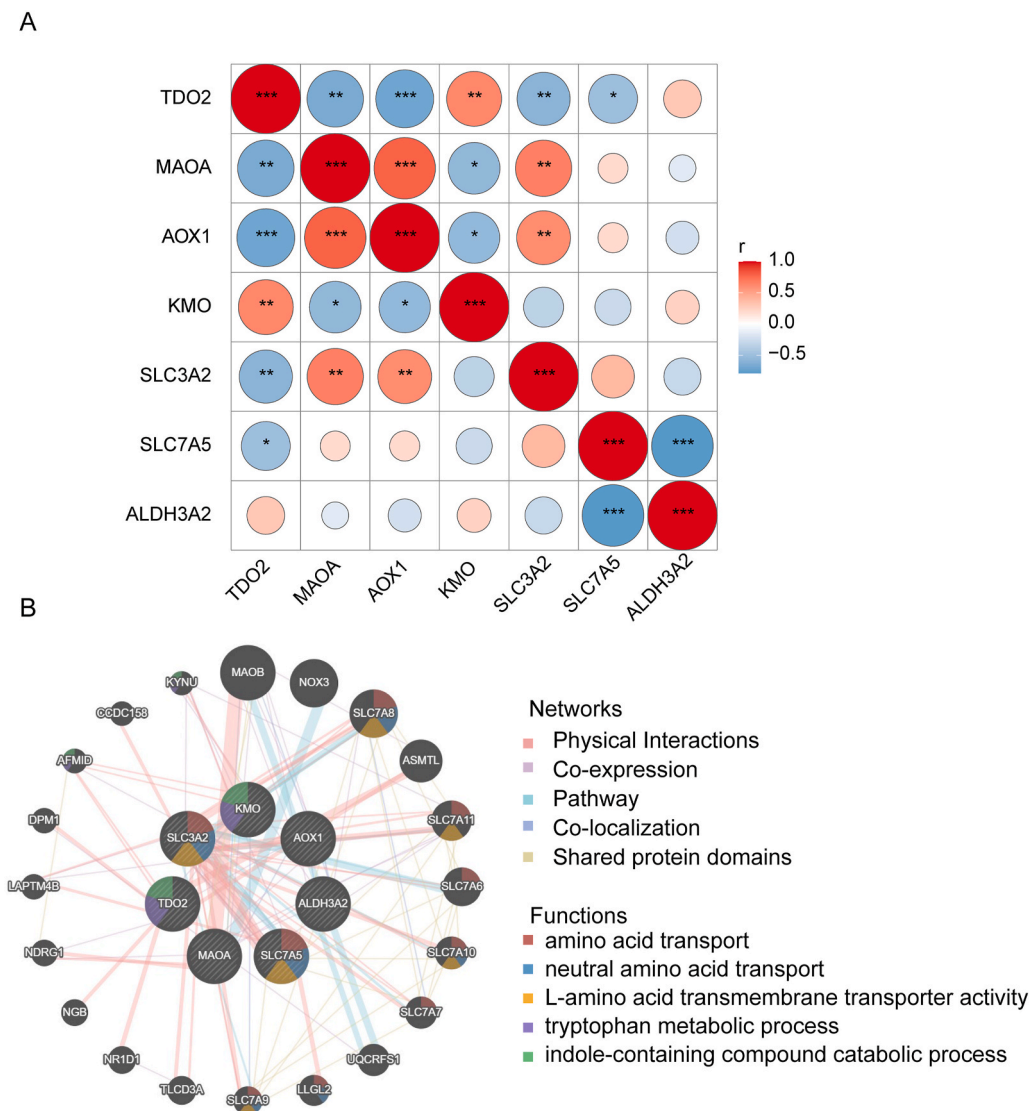 A
TDO2 *** ** *** ** ** *
MAOA ** *** *** * **
AOX1 *** *** *** * **
KMO ** * * ***
SLC3A2 ** ** ** ***
SLC7A5 * *** ***
ALDH3A2 *** ***
TDO2 MAOA AOX1 KMO SLC3A2 SLC7A5 ALDH3A2
r
1.0
0.5
0.0
−0.5
B
MAOB
NOX3
KYNU
SLC7A8
CCDC158
ASMTL
AFMID
KMO
SLC7A11
DPM1
SLC3A2
AOX1
LAPTM4B
SLC7A6
TDO2
ALDH3A2
NDRG1
SLC7A10
MAOA
SLC7A5
NGB
SLC7A7
NR1D1
UQCRFS1
TLCD3A
LLGL2
SLC7A9
Networks
Physical Interactions
Co-expression
Pathway
Co-localization
Shared protein domains
Functions
amino acid transport
neutral amino acid transport
L-amino acid transmembrane transporter activity
tryptophan metabolic process
indole-containing compound catabolic process